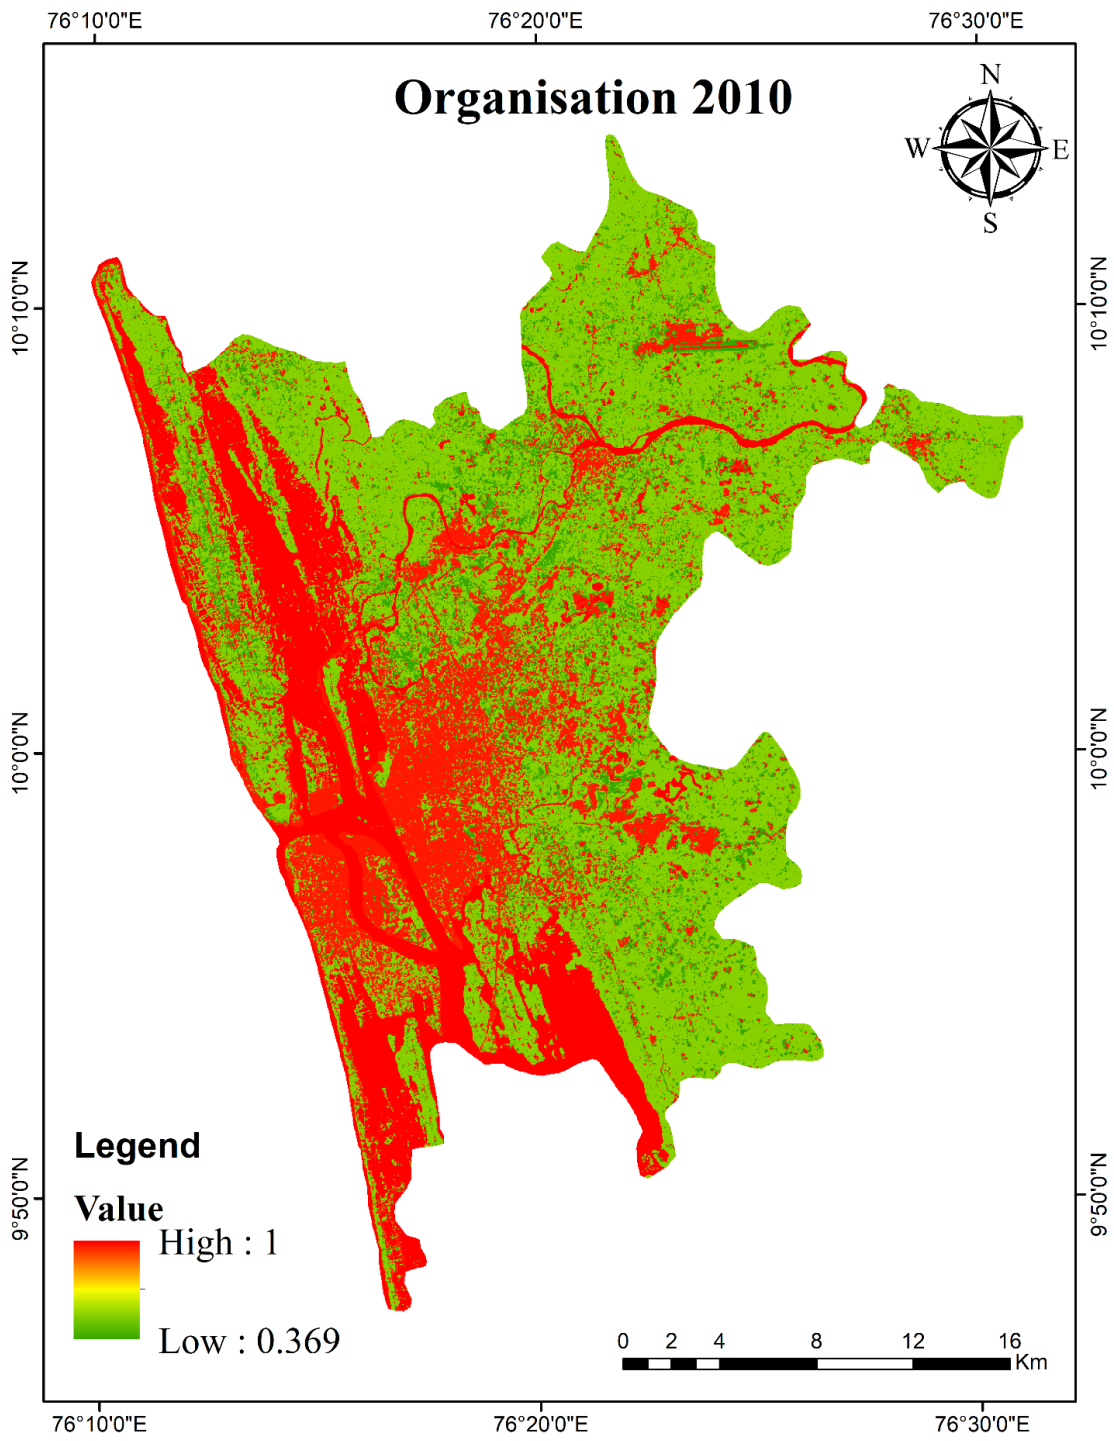 76°10'0"E 76°20'0"E 76°30'0"E
Organisation 2010
N
W E
S
10°10'0"N 10°10'0"N
10°0'0"N 10°0'0"N
Legend
Value
High : 1
Low : 0.369
9°50'0"N 9°50'0"N
0 2 4 8 12 16
Km
76°10'0"E 76°20'0"E 76°30'0"E